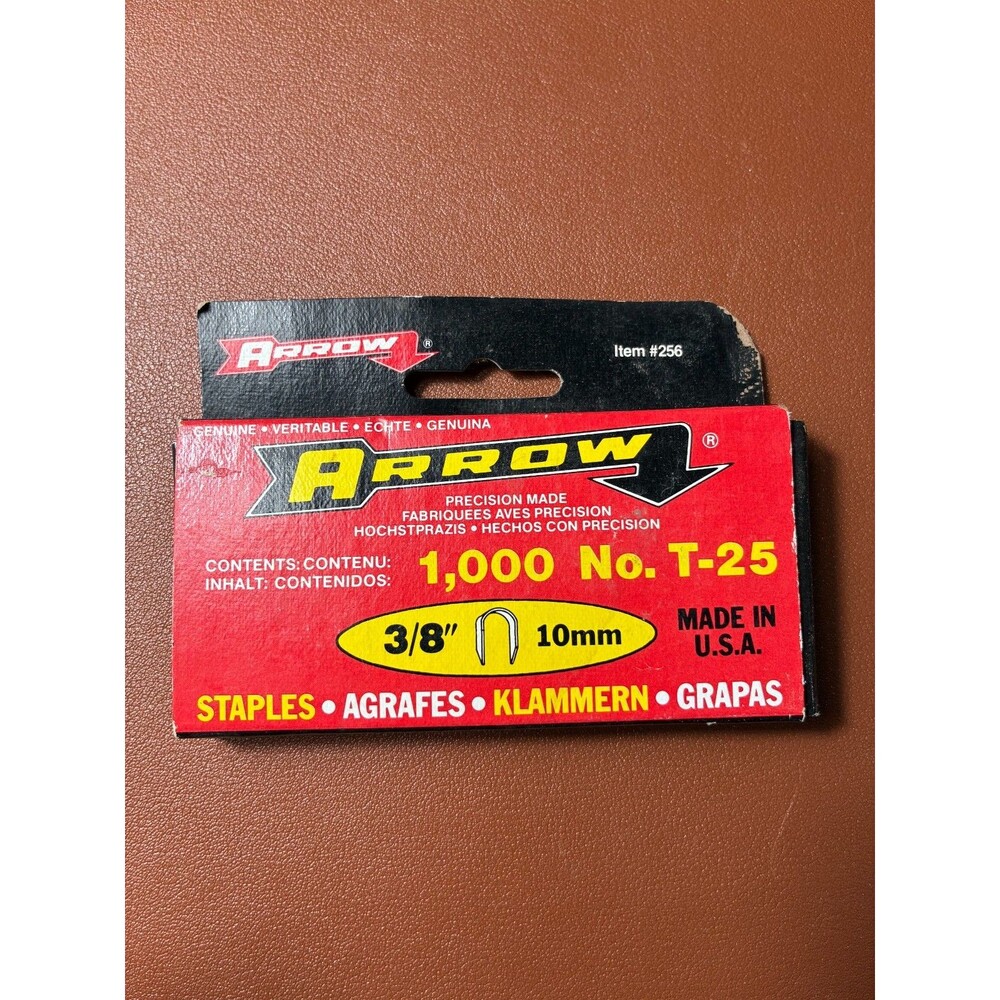 ARROW ®
Item #256
GENUINE • VERITABLE • ECHTE • GENUINA
ARROW ®
PRECISION MADE
FABRIQUEES AVES PRECISION
HOCHSTPRAZIS • HECHOS CON PRECISION
CONTENTS: CONTENU:
INHALT: CONTENIDOS:
1,000 No. T-25
3/8" 10mm
MADE IN
U.S.A.
STAPLES • AGRAFES • KLAMMERN • GRAPAS